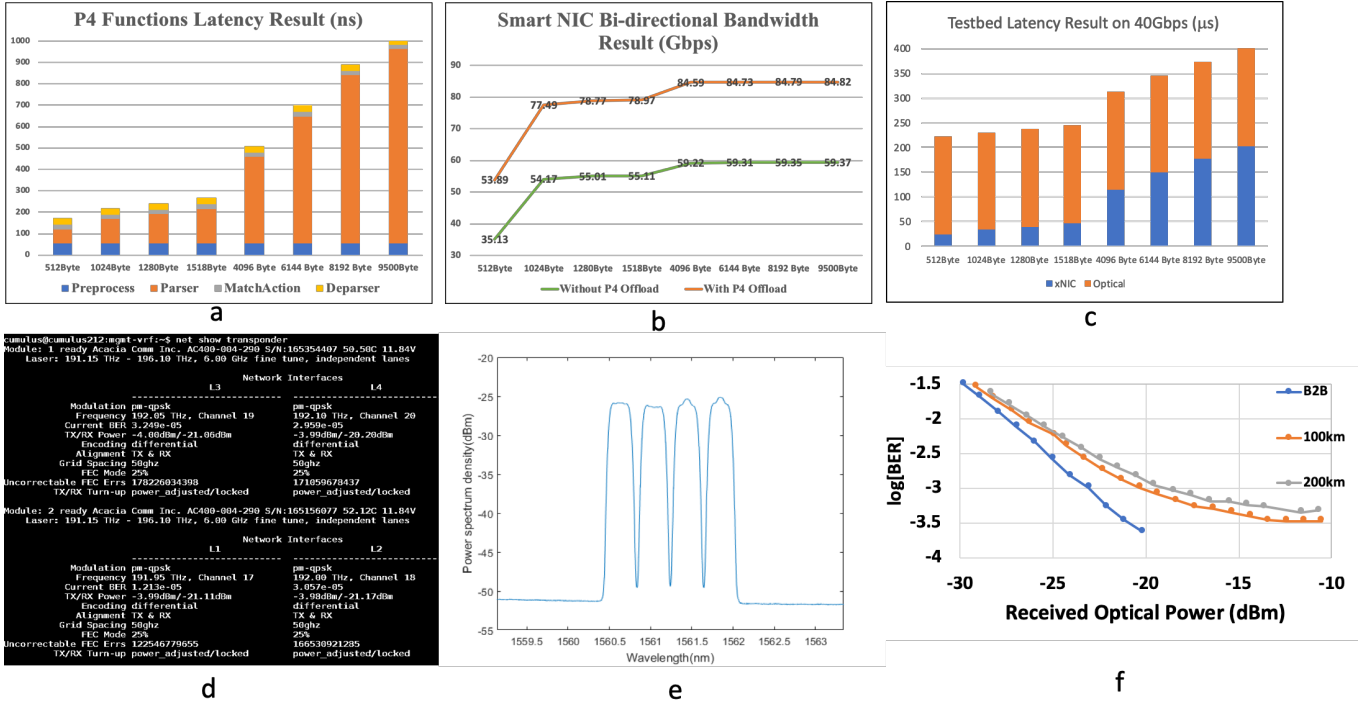 P4 Functions Latency Result (ns)
1000
900
800
700
600
500
400
300
200
100
0
512Byte 1024Byte 1280Byte 1518Byte 4096 Byte 6144 Byte 8192 Byte 9500Byte
Preprocess Parser MatchAction Deparser
a
Smart NIC Bi-directional Bandwidth
Result (Gbps)
90
80
70
60
50
40
30
53.89 77.49 78.77 78.97 84.59 84.73 84.79 84.82
35.13 54.17 55.01 55.11 59.22 59.31 59.35 59.37
512Byte 1024Byte 1280Byte 1518Byte 4096 Byte 6144 Byte 8192 Byte 9500Byte
Without P4 Offload With P4 Offload
b
Testbed Latency Result on 40Gbps (μs)
400
350
300
250
200
150
100
50
0
512Byte 1024Byte 1280Byte 1518Byte 4096 Byte 6144 Byte 8192 Byte 9500Byte
xNIC Optical
c
cumulus@cumulus212:mgmt-vrf:~$ net show transponder
Module: 1 ready Acacia Comm Inc. AC400-004-290 S/N:165354407 50.50C 11.84V
Laser: 191.15 THz - 196.10 THz, 6.00 GHz fine tune, independent lanes
Network Interfaces
L3 L4
Modulation pm-qpsk pm-qpsk
Frequency 192.05 THz, Channel 19 192.10 THz, Channel 20
Current BER 3.249e-05 2.959e-05
TX/RX Power -4.00dBm/-21.06dBm -3.99dBm/-20.20dBm
Encoding differential differential
Alignment TX & RX TX & RX
Grid Spacing 50ghz 50ghz
FEC Mode 25% 25%
Uncorrectable FEC Errs 178226034398 171059678437
TX/RX Turn-up power_adjusted/locked power_adjusted/locked
Module: 2 ready Acacia Comm Inc. AC400-004-290 S/N:165156077 52.12C 11.84V
Laser: 191.15 THz - 196.10 THz, 6.00 GHz fine tune, independent lanes
Network Interfaces
L1 L2
Modulation pm-qpsk pm-qpsk
Frequency 191.95 THz, Channel 17 192.00 THz, Channel 18
Current BER 1.213e-05 3.057e-05
TX/RX Power -3.99dBm/-21.11dBm -3.98dBm/-21.17dBm
Encoding differential differential
Alignment TX & RX TX & RX
Grid Spacing 50ghz 50ghz
FEC Mode 25% 25%
Uncorrectable FEC Errs 122546779655 166530921285
TX/RX Turn-up power_adjusted/locked power_adjusted/locked
d
Power spectrum density(dBm)
-20
-25
-30
-35
-40
-45
-50
-55
1559.5 1560 1560.5 1561 1561.5 1562 1562.5 1563
Wavelength(nm)
e
log[BER]
-1.5
-2
-2.5
-3
-3.5
-4
-30 -25 -20 -15 -10
Received Optical Power (dBm)
B2B
100km
200km
f